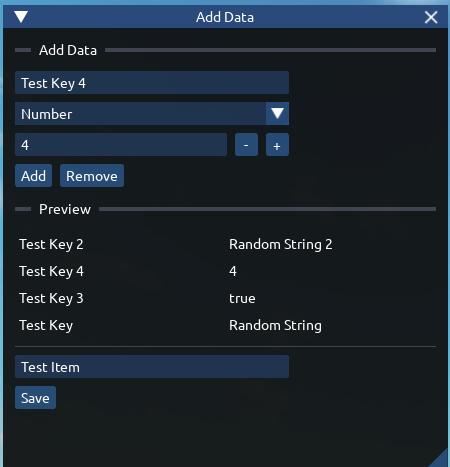 Add Data
Add Data
Test Key 4
Number
4 - +
Add Remove
Preview
Test Key 2 Random String 2
Test Key 4 4
Test Key 3 true
Test Key Random String
Test Item
Save